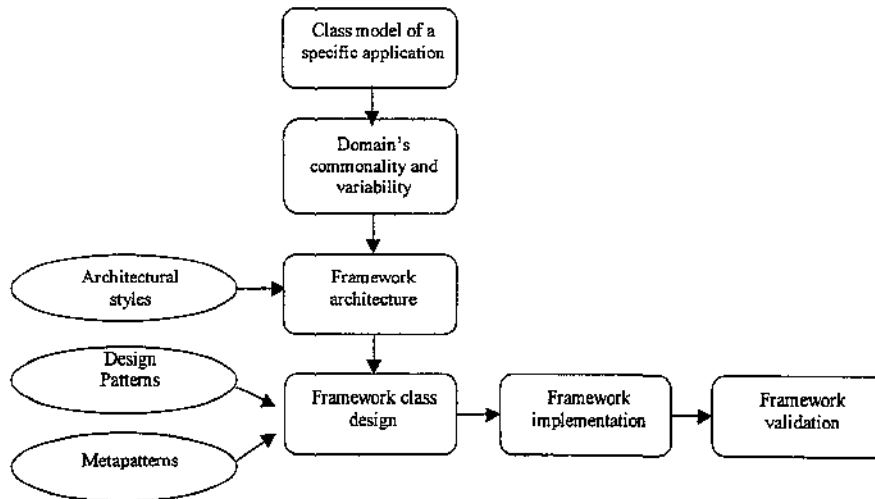 Class model of a
specific application
Domain's
commonality and
variability
Architectural
styles
Framework
architecture
Design
Patterns
Framework class
design
Framework
implementation
Framework
validation
Metapatterns